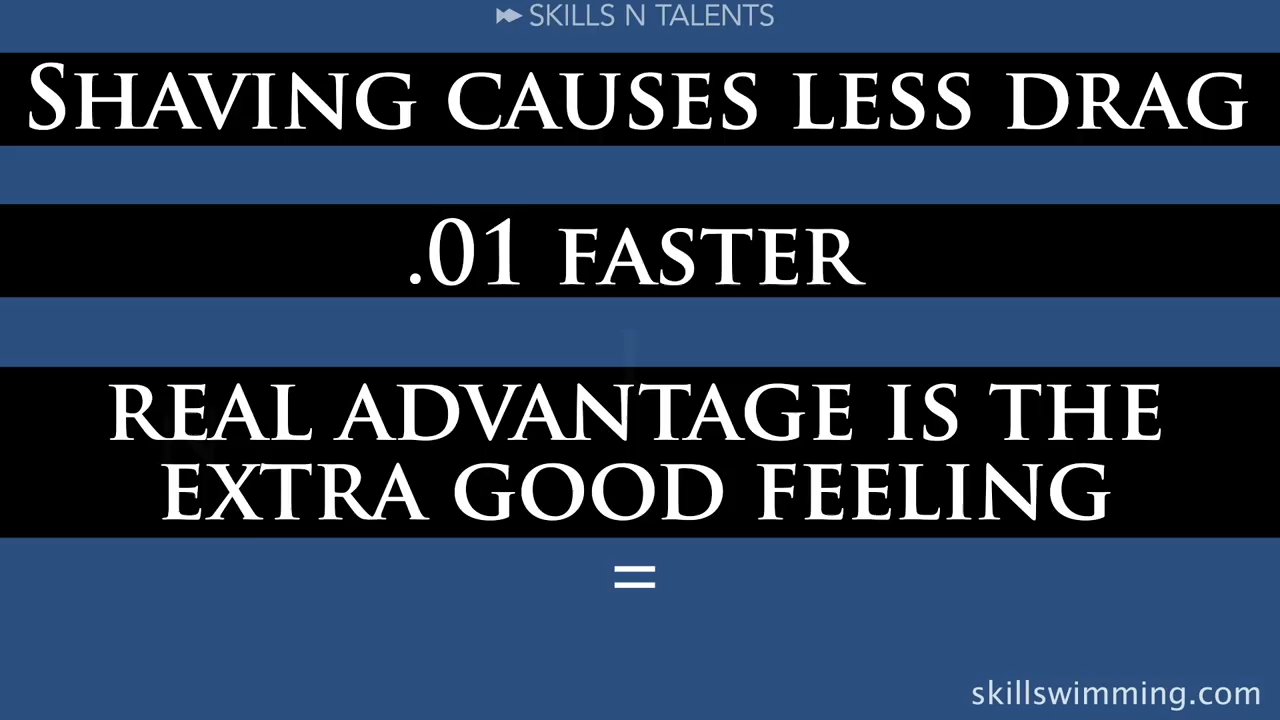 SKILLS N TALENTS
SHAVING CAUSES LESS DRAG
.01 FASTER
REAL ADVANTAGE IS THE
EXTRA GOOD FEELING
=
skillswimming.com